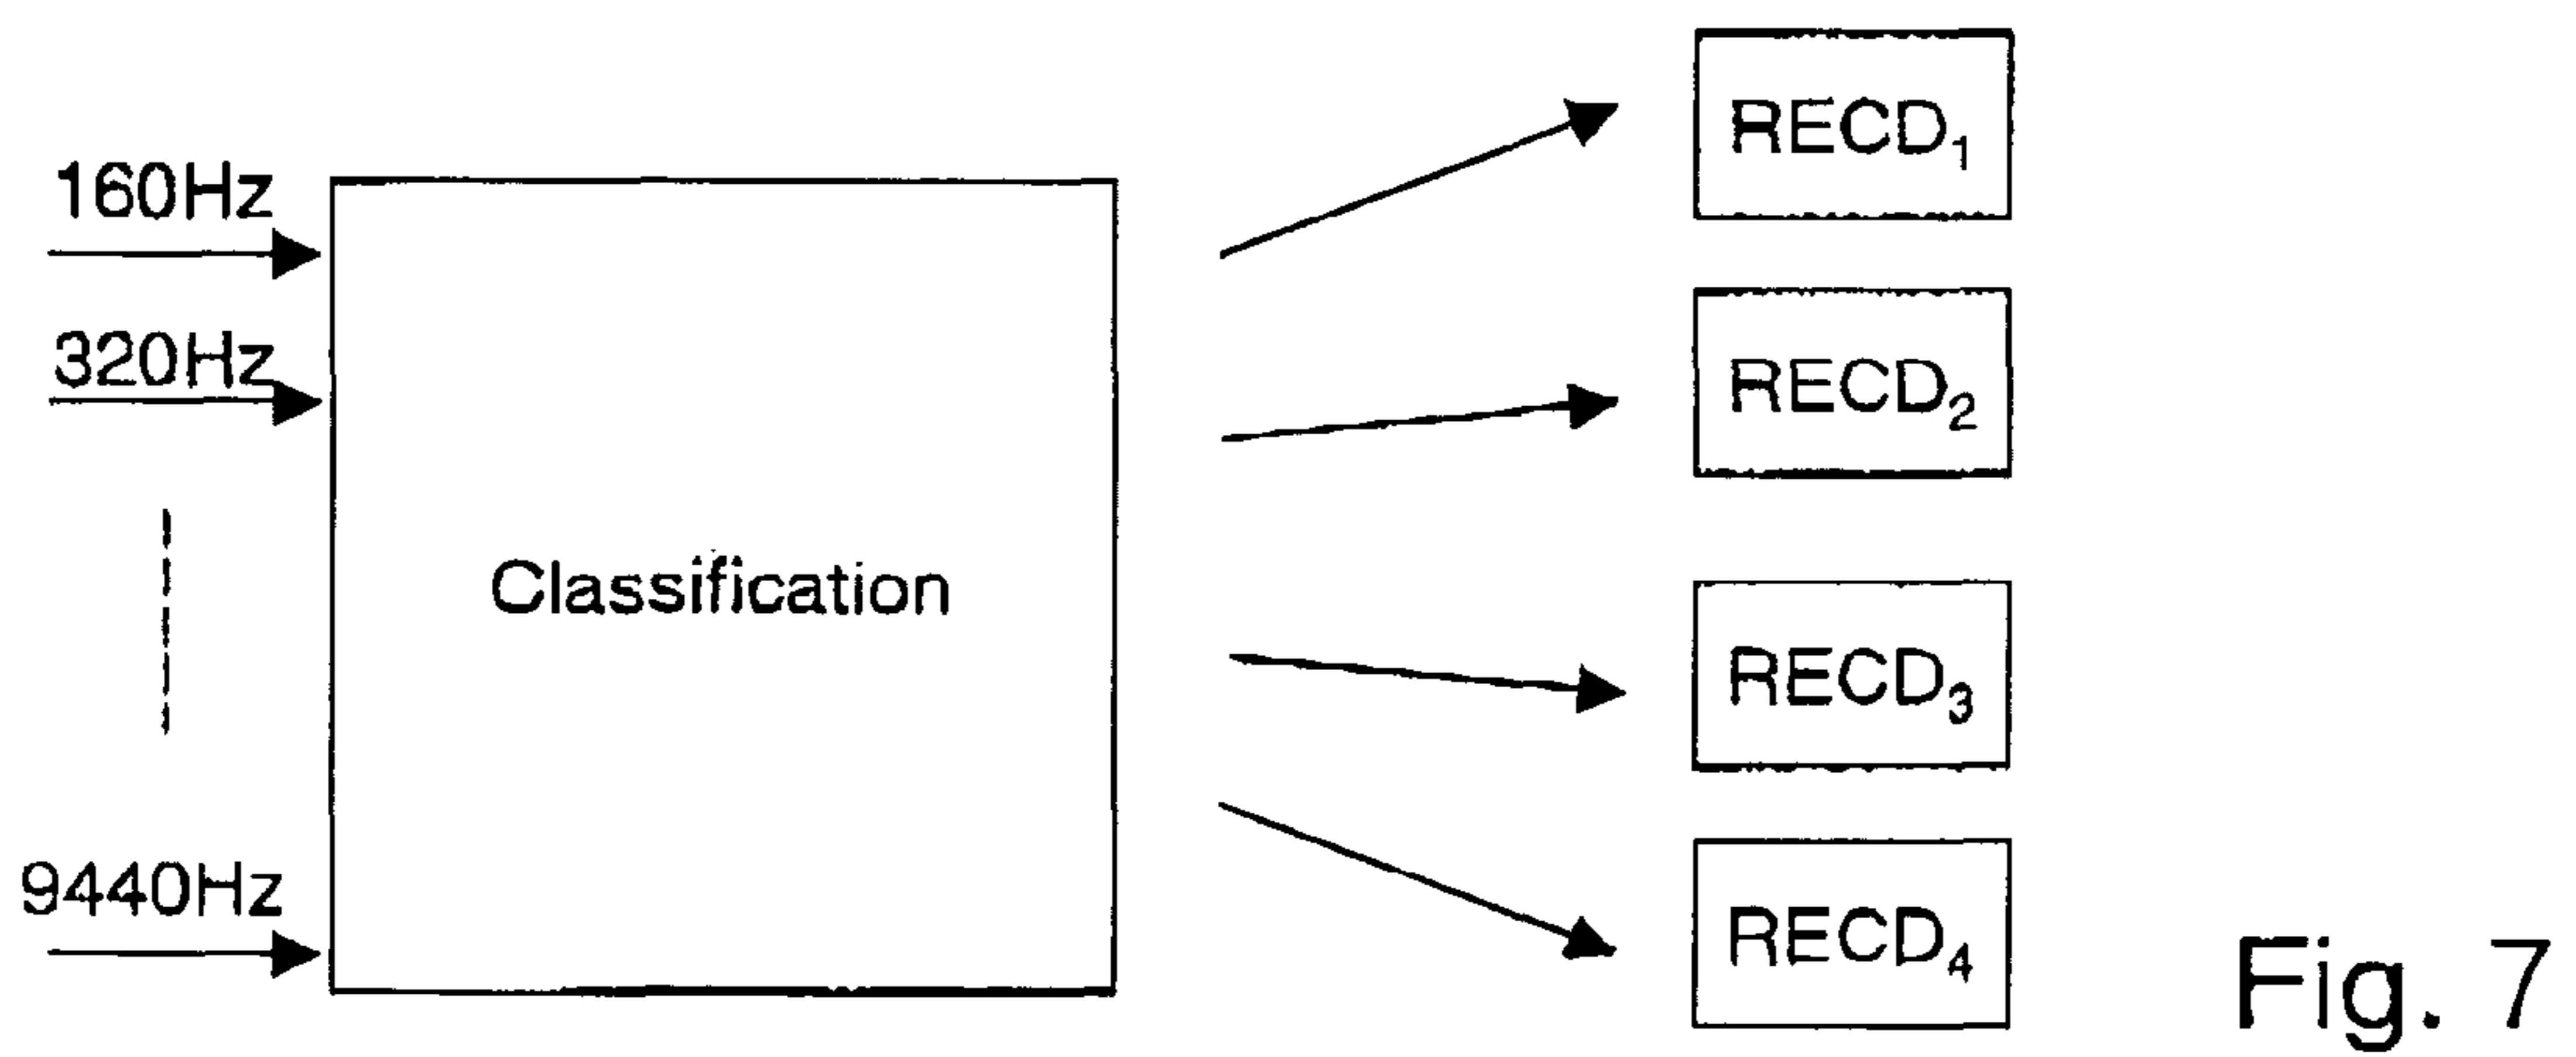 160Hz
320Hz
9440Hz
Classification
RECD₁
RECD₂
RECD₃
RECD₄
Fig. 7